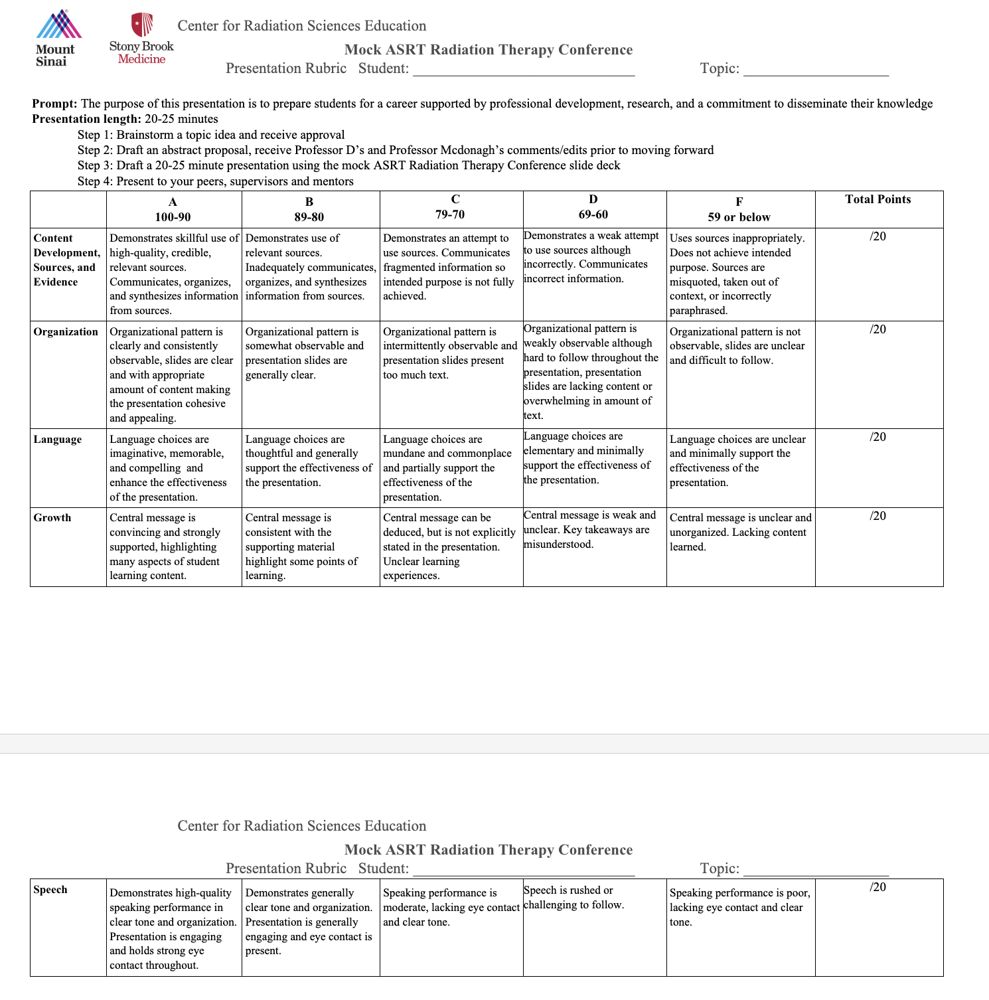 Mount
Sinai
Stony Brook
Medicine
Center for Radiation Sciences Education
Mock ASRT Radiation Therapy Conference
Presentation Rubric Student: ______________________________ Topic: ____________________
Prompt: The purpose of this presentation is to prepare students for a career supported by professional development, research, and a commitment to disseminate their knowledge
Presentation length: 20-25 minutes
Step 1: Brainstorm a topic idea and receive approval
Step 2: Draft an abstract proposal, receive Professor D’s and Professor Mcdonagh’s comments/edits prior to moving forward
Step 3: Draft a 20-25 minute presentation using the mock ASRT Radiation Therapy Conference slide deck
Step 4: Present to your peers, supervisors and mentors
A
100-90
B
89-80
C
79-70
D
69-60
F
59 or below
Total Points
Content
Development,
Sources, and
Evidence
Demonstrates skillful use of
high-quality, credible,
relevant sources.
Communicates, organizes,
and synthesizes information
from sources.
Demonstrates use of
relevant sources.
Inadequately communicates,
organizes, and synthesizes
information from sources.
Demonstrates an attempt to
use sources. Communicates
fragmented information so
intended purpose is not fully
achieved.
Demonstrates a weak attempt
to use sources although
incorrectly. Communicates
incorrect information.
Uses sources inappropriately.
Does not achieve intended
purpose. Sources are
misquoted, taken out of
context, or incorrectly
paraphrased.
/20
Organization
Organizational pattern is
clearly and consistently
observable, slides are clear
and with appropriate
amount of content making
the presentation cohesive
and appealing.
Organizational pattern is
somewhat observable and
presentation slides are
generally clear.
Organizational pattern is
intermittently observable and
presentation slides present
too much text.
Organizational pattern is
weakly observable although
hard to follow throughout the
presentation, presentation
slides are lacking content or
overwhelming in amount of
text.
Organizational pattern is not
observable, slides are unclear
and difficult to follow.
/20
Language
Language choices are
imaginative, memorable,
and compelling  and
enhance the effectiveness
of the presentation.
Language choices are
thoughtful and generally
support the effectiveness of
the presentation.
Language choices are
mundane and commonplace
and partially support the
effectiveness of the
presentation.
Language choices are
elementary and minimally
support the effectiveness of
the presentation.
Language choices are unclear
and minimally support the
effectiveness of the
presentation.
/20
Growth
Central message is
convincing and strongly
supported, highlighting
many aspects of student
learning content.
Central message is
consistent with the
supporting material
highlight some points of
learning.
Central message can be
deduced, but is not explicitly
stated in the presentation.
Unclear learning
experiences.
Central message is weak and
unclear. Key takeaways are
misunderstood.
Central message is unclear and
unorganized. Lacking content
learned.
/20
Center for Radiation Sciences Education
Mock ASRT Radiation Therapy Conference
Presentation Rubric Student: ______________________________ Topic: ____________________
Speech
Demonstrates high-quality
speaking performance in
clear tone and organization.
Presentation is engaging
and holds strong eye
contact throughout.
Demonstrates generally
clear tone and organization.
Presentation is generally
engaging and eye contact is
present.
Speaking performance is
moderate, lacking eye contact
and clear tone.
Speech is rushed or
challenging to follow.
Speaking performance is poor,
lacking eye contact and clear
tone.
/20